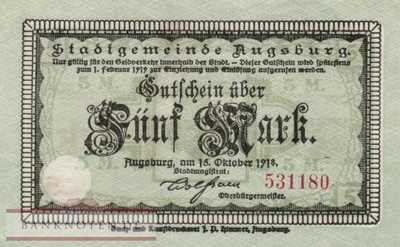 Stadtgemeinde Augsburg.
Nur gültig für den Geldverkehr innerhalb der Stadt. – Dieser Gutschein wird spätestens
zum 1. Februar 1919 zur Einziehung und Einlösung aufgerufen werden.
Gutschein über
Fünf Mark.
Augsburg, am 15. Oktober 1918.
Stadtmagistrat:
531180
Oberbürgermeister.
Buch- und Kunstdruckerei J. P. Himmer, Augsburg.
BANKNOTEN